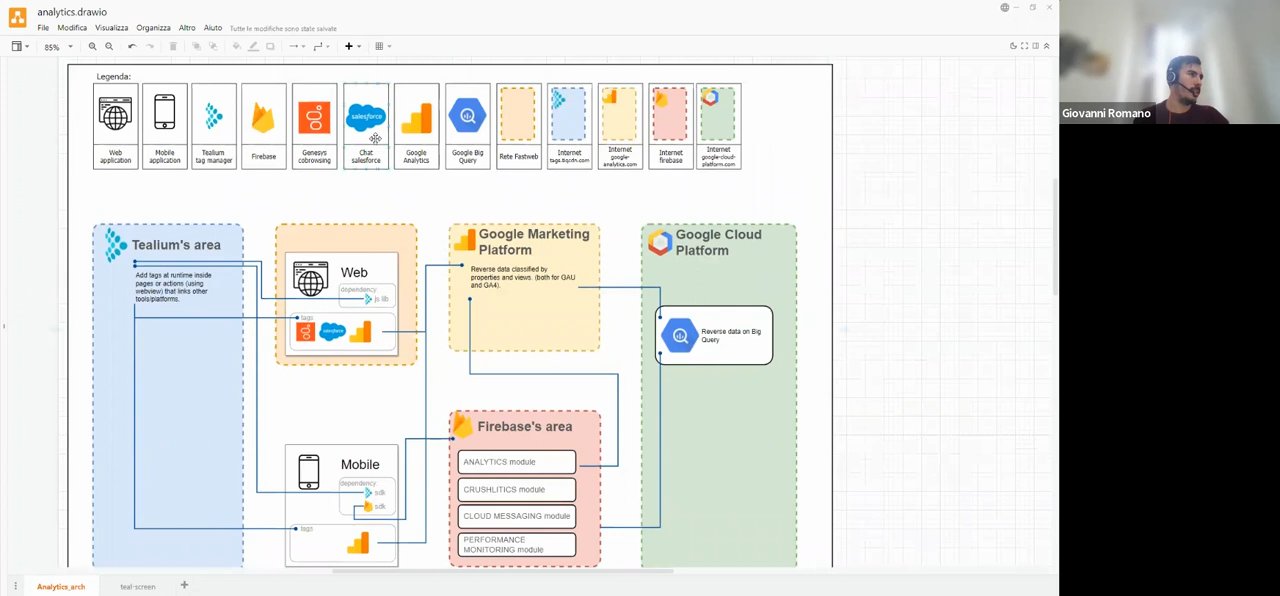 analytics.drawio
File Modifica Visualizza Organizza Altro Aiuto Tutte le modifiche sono state salvate
85%
Giovanni Romano
Legenda:
salesforce
Web
application
Mobile
application
Tealium
tag manager
Firebase
Genesys
cobrowsing
Chat
salesforce
Google
Analytics
Google Big
Query
Rete Fastweb
Internet
tags.tiqcdn.com
Internet
google-
analytics.com
Internet
firebase
Internet
google-cloud-
platform.com
Tealium's area
Add tags at runtime inside
pages or actions (using
webview) that links other
tools/platforms.
Web
dependency
js lib
tags
salesforce
Google Marketing
Platform
Reverse data classified by
properties and views. (both for GAU
and GA4).
Google Cloud
Platform
Reverse data on Big
Query
Mobile
dependency
sdk
sdk
tags
Firebase's area
ANALYTICS module
CRUSHLITICS module
CLOUD MESSAGING module
PERFORMANCE
MONITORING module
Analytics_arch
teal-screen